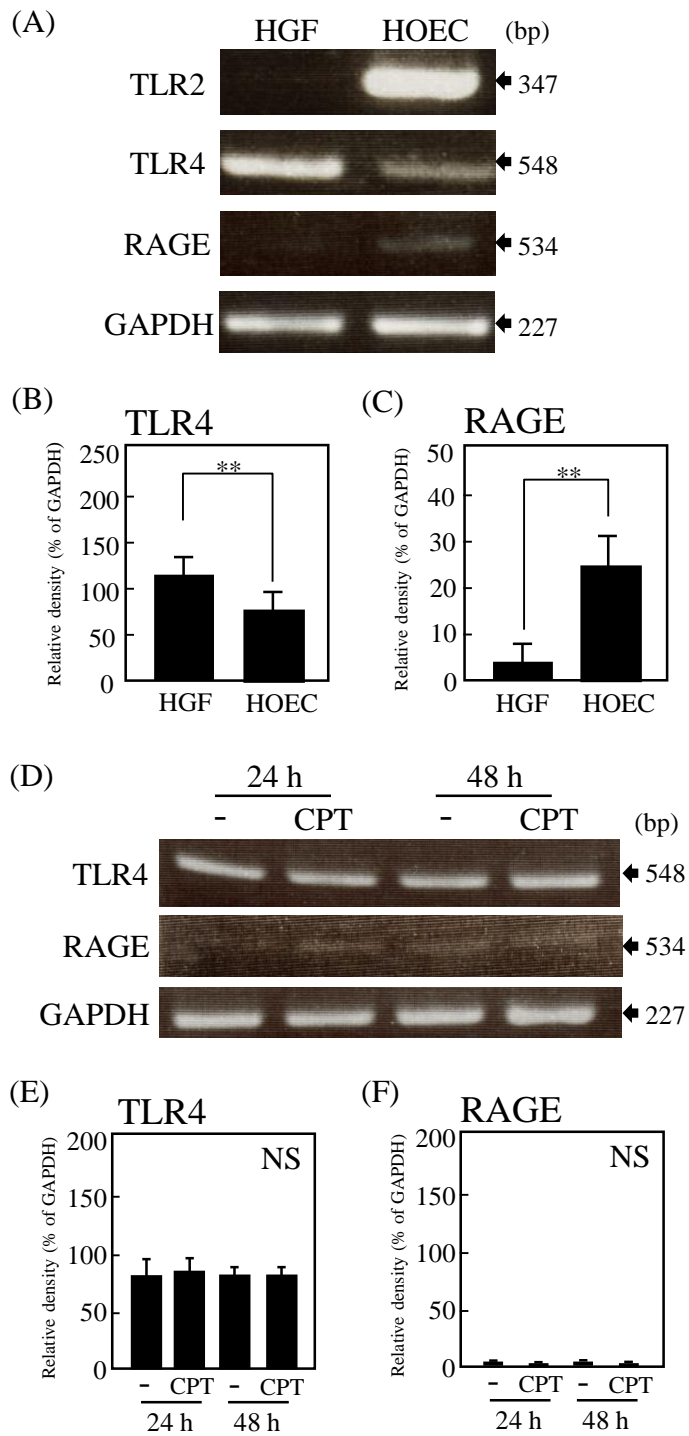 (A)
HGF HOEC (bp)
TLR2 347
TLR4 548
RAGE 534
GAPDH 227
(B) TLR4
Relative density (% of GAPDH)
250
200
150
100
50
0
**
HGF HOEC
(C) RAGE
Relative density (% of GAPDH)
50
40
30
20
10
0
**
HGF HOEC
(D)
24 h 48 h
- CPT - CPT (bp)
TLR4 548
RAGE 534
GAPDH 227
(E) TLR4
Relative density (% of GAPDH)
200
150
100
50
0
NS
- CPT - CPT
24 h 48 h
(F) RAGE
Relative density (% of GAPDH)
200
150
100
50
0
NS
- CPT - CPT
24 h 48 h